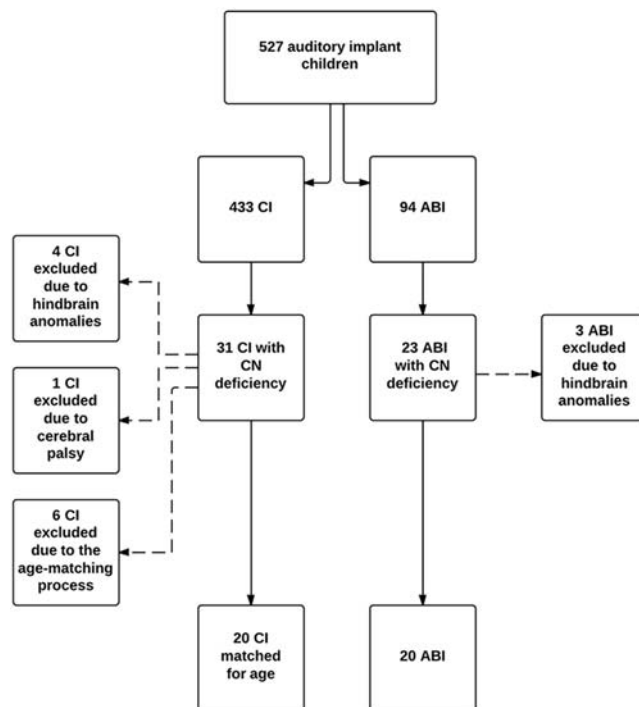 527 auditory implant
children
433 CI
94 ABI
4 CI
excluded
due to
hindbrain
anomalies
31 CI with
CN
deficiency
23 ABI
with CN
deficiency
3 ABI
excluded
due to
hindbrain
anomalies
1 CI
excluded
due to
cerebral
palsy
6 CI
excluded
due to the
age-matching
process
20 CI
matched
for age
20 ABI